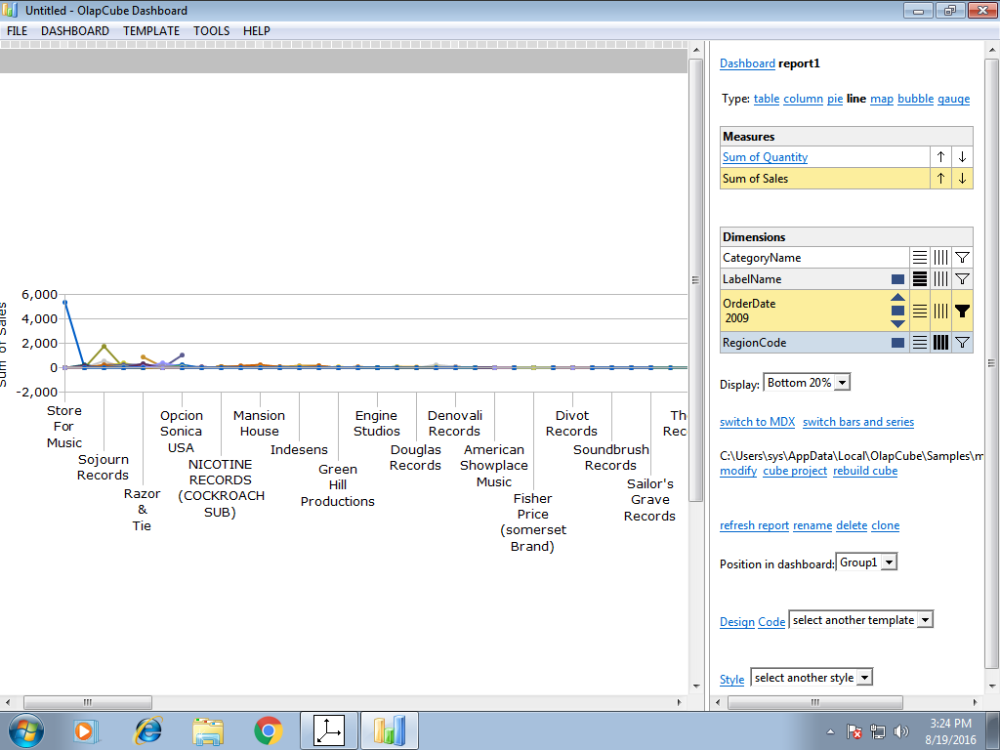 Untitled - OlapCube Dashboard
FILE DASHBOARD TEMPLATE TOOLS HELP
6,000
4,000
2,000
0
-2,000
Sum of Sales
Store
For
Music
Sojourn
Records
Razor
&
Tie
Opcion
Sonica
USA
NICOTINE
RECORDS
(COCKROACH
SUB)
Mansion
House
Indesens
Green
Hill
Productions
Engine
Studios
Douglas
Records
Denovali
Records
American
Showplace
Music
Fisher
Price
(somerset
Brand)
Divot
Records
Soundbrush
Records
Sailor's
Grave
Records
Dashboard report1
Type: table column pie line map bubble gauge
Measures
Sum of Quantity
Sum of Sales
Dimensions
CategoryName
LabelName
OrderDate
2009
RegionCode
Display: Bottom 20%
switch to MDX switch bars and series
C:\Users\sys\AppData\Local\OlapCube\Samples\m
modify cube project rebuild cube
refresh report rename delete clone
Position in dashboard: Group1
Design Code select another template
Style select another style
3:24 PM
8/19/2016